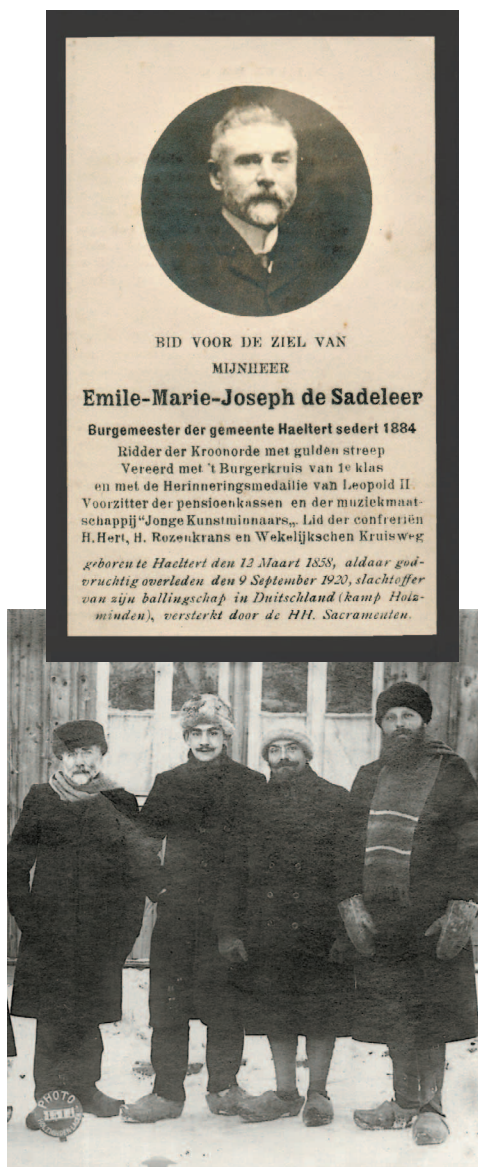 BID VOOR DE ZIEL VAN
MIJNHEER
Emile-Marie-Joseph de Sadeleer
Burgemeester der gemeente Haeltert sedert 1884
Ridder der Kroonorde met gulden streep
Vereerd met 't Burgerkruis van 1e klas
en met de Herinneringsmedailie van Leopold II
Voorzitter der pensioenkassen en der muziekmaat-
schappij "Jonge Kunstminnaars„. Lid der confreriën
H.Hert, H. Rozenkrans en Wekelijkschen Kruisweg
geboren te Haeltert den 12 Maart 1858, aldaar god-
vruchtig overleden den 9 September 1920, slachtoffer
van zijn ballingschap in Duitschland (kamp Holz-
minden), versterkt door de HH. Sacramenten.
PHOTO